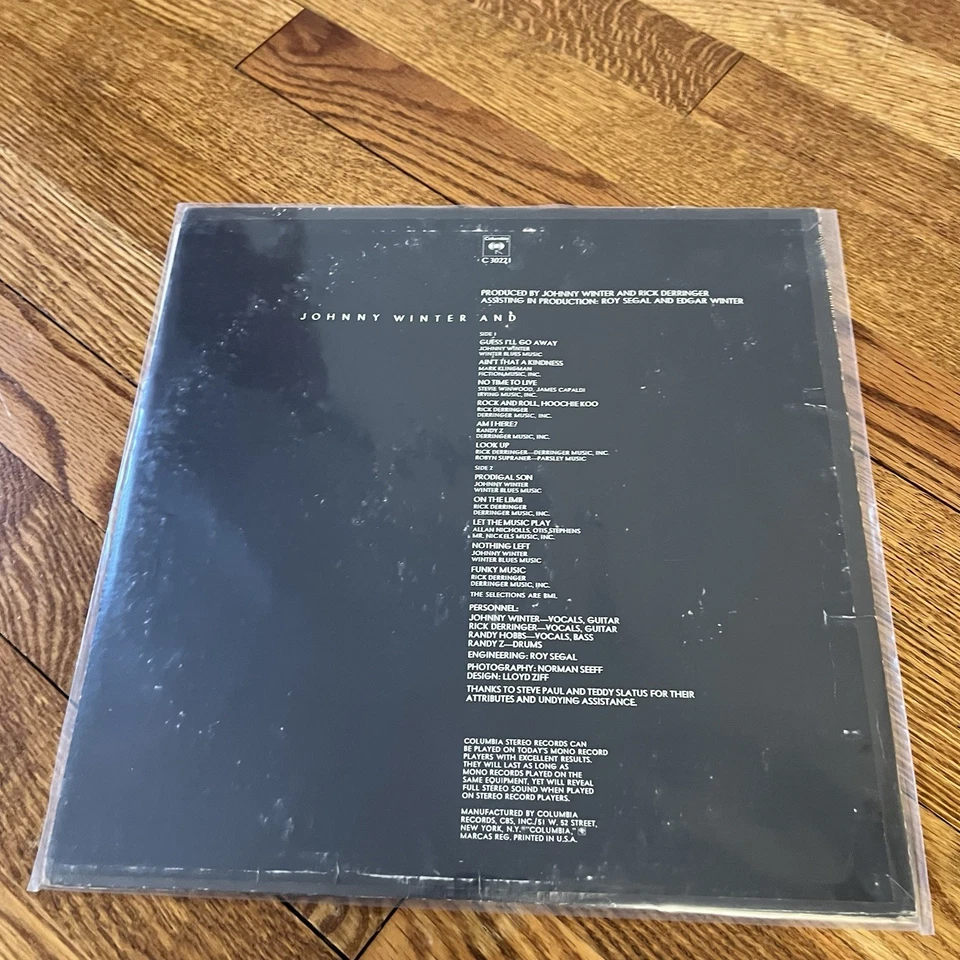 Columbia
C 30221
PRODUCED BY JOHNNY WINTER AND RICK DERRINGER
ASSISTING IN PRODUCTION: ROY SEGAL AND EDGAR WINTER
JOHNNY WINTER AND
SIDE 1
GUESS I'LL GO AWAY
JOHNNY WINTER
WINTER BLUES MUSIC
AIN'T THAT A KINDNESS
MARK KLINGMAN
FICTION MUSIC, INC.
NO TIME TO LIVE
STEVIE WINWOOD, JAMES CAPALDI
IRVING MUSIC, INC.
ROCK AND ROLL, HOOCHIE KOO
RICK DERRINGER
DERRINGER MUSIC, INC.
AM I HERE?
RANDY Z
DERRINGER MUSIC, INC.
LOOK UP
RICK DERRINGER—DERRINGER MUSIC, INC.
ROBYN SUPRANER—PARSLEY MUSIC
SIDE 2
PRODIGAL SON
JOHNNY WINTER
WINTER BLUES MUSIC
ON THE LIMB
RICK DERRINGER
DERRINGER MUSIC, INC.
LET THE MUSIC PLAY
ALLAN NICHOLLS, OTIS STEPHENS
MR. NICKELS MUSIC, INC.
NOTHING LEFT
JOHNNY WINTER
WINTER BLUES MUSIC
FUNKY MUSIC
RICK DERRINGER
DERRINGER MUSIC, INC.
THE SELECTIONS ARE BMI.
PERSONNEL:
JOHNNY WINTER—VOCALS, GUITAR
RICK DERRINGER—VOCALS, GUITAR
RANDY HOBBS—VOCALS, BASS
RANDY Z—DRUMS
ENGINEERING: ROY SEGAL
PHOTOGRAPHY: NORMAN SEEFF
DESIGN: LLOYD ZIFF
THANKS TO STEVE PAUL AND TEDDY SLATUS FOR THEIR
ATTRIBUTES AND UNDYING ASSISTANCE.
COLUMBIA STEREO RECORDS CAN
BE PLAYED ON TODAY'S MONO RECORD
PLAYERS WITH EXCELLENT RESULTS.
THEY WILL LAST AS LONG AS
MONO RECORDS PLAYED ON THE
SAME EQUIPMENT, YET WILL REVEAL
FULL STEREO SOUND WHEN PLAYED
ON STEREO RECORD PLAYERS.
MANUFACTURED BY COLUMBIA
RECORDS, CBS, INC./51 W. 52 STREET,
NEW YORK, N.Y. ® "COLUMBIA,"
MARCAS REG. PRINTED IN U.S.A.